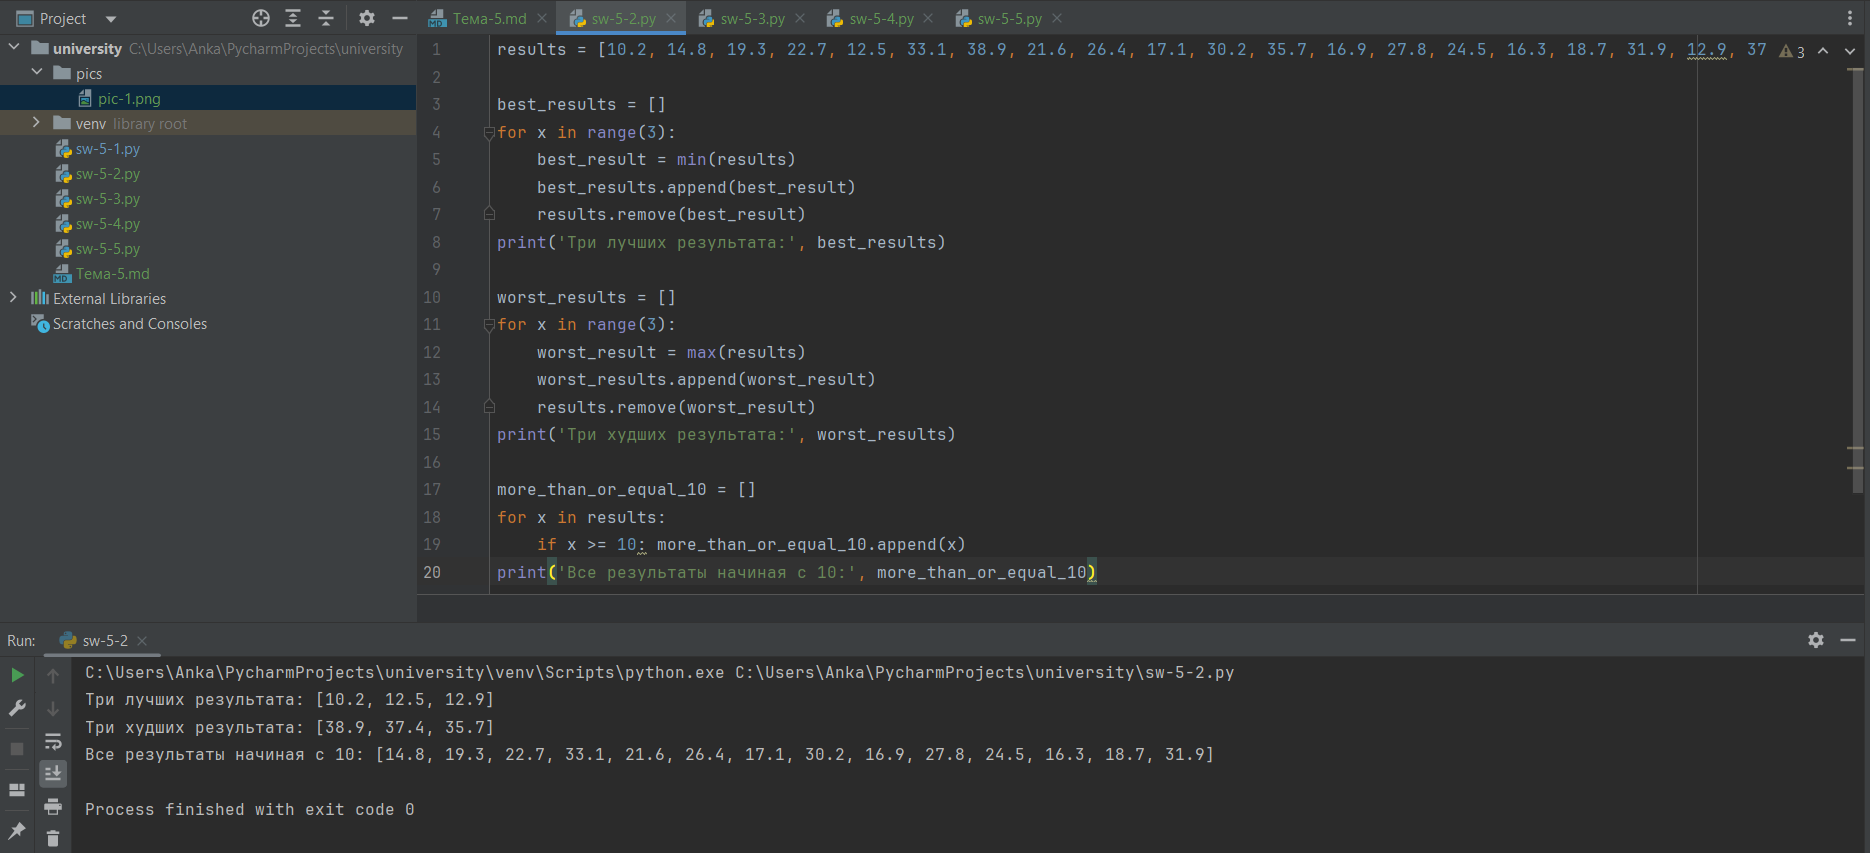 Project
Тема-5.md
sw-5-2.py
sw-5-3.py
sw-5-4.py
sw-5-5.py
university C:\Users\Anka\PycharmProjects\university
pics
pic-1.png
venv library root
sw-5-1.py
sw-5-2.py
sw-5-3.py
sw-5-4.py
sw-5-5.py
Тема-5.md
External Libraries
Scratches and Consoles
1 results = [10.2, 14.8, 19.3, 22.7, 12.5, 33.1, 38.9, 21.6, 26.4, 17.1, 30.2, 35.7, 16.9, 27.8, 24.5, 16.3, 18.7, 31.9, 12.9, 37 3
2
3 best_results = []
4 for x in range(3):
5 best_result = min(results)
6 best_results.append(best_result)
7 results.remove(best_result)
8 print('Три лучших результата:', best_results)
9
10 worst_results = []
11 for x in range(3):
12 worst_result = max(results)
13 worst_results.append(worst_result)
14 results.remove(worst_result)
15 print('Три худших результата:', worst_results)
16
17 more_than_or_equal_10 = []
18 for x in results:
19 if x >= 10: more_than_or_equal_10.append(x)
20 print('Все результаты начиная с 10:', more_than_or_equal_10)
Run: sw-5-2
C:\Users\Anka\PycharmProjects\university\venv\Scripts\python.exe C:\Users\Anka\PycharmProjects\university\sw-5-2.py
Три лучших результата: [10.2, 12.5, 12.9]
Три худших результата: [38.9, 37.4, 35.7]
Все результаты начиная с 10: [14.8, 19.3, 22.7, 33.1, 21.6, 26.4, 17.1, 30.2, 16.9, 27.8, 24.5, 16.3, 18.7, 31.9]
Process finished with exit code 0